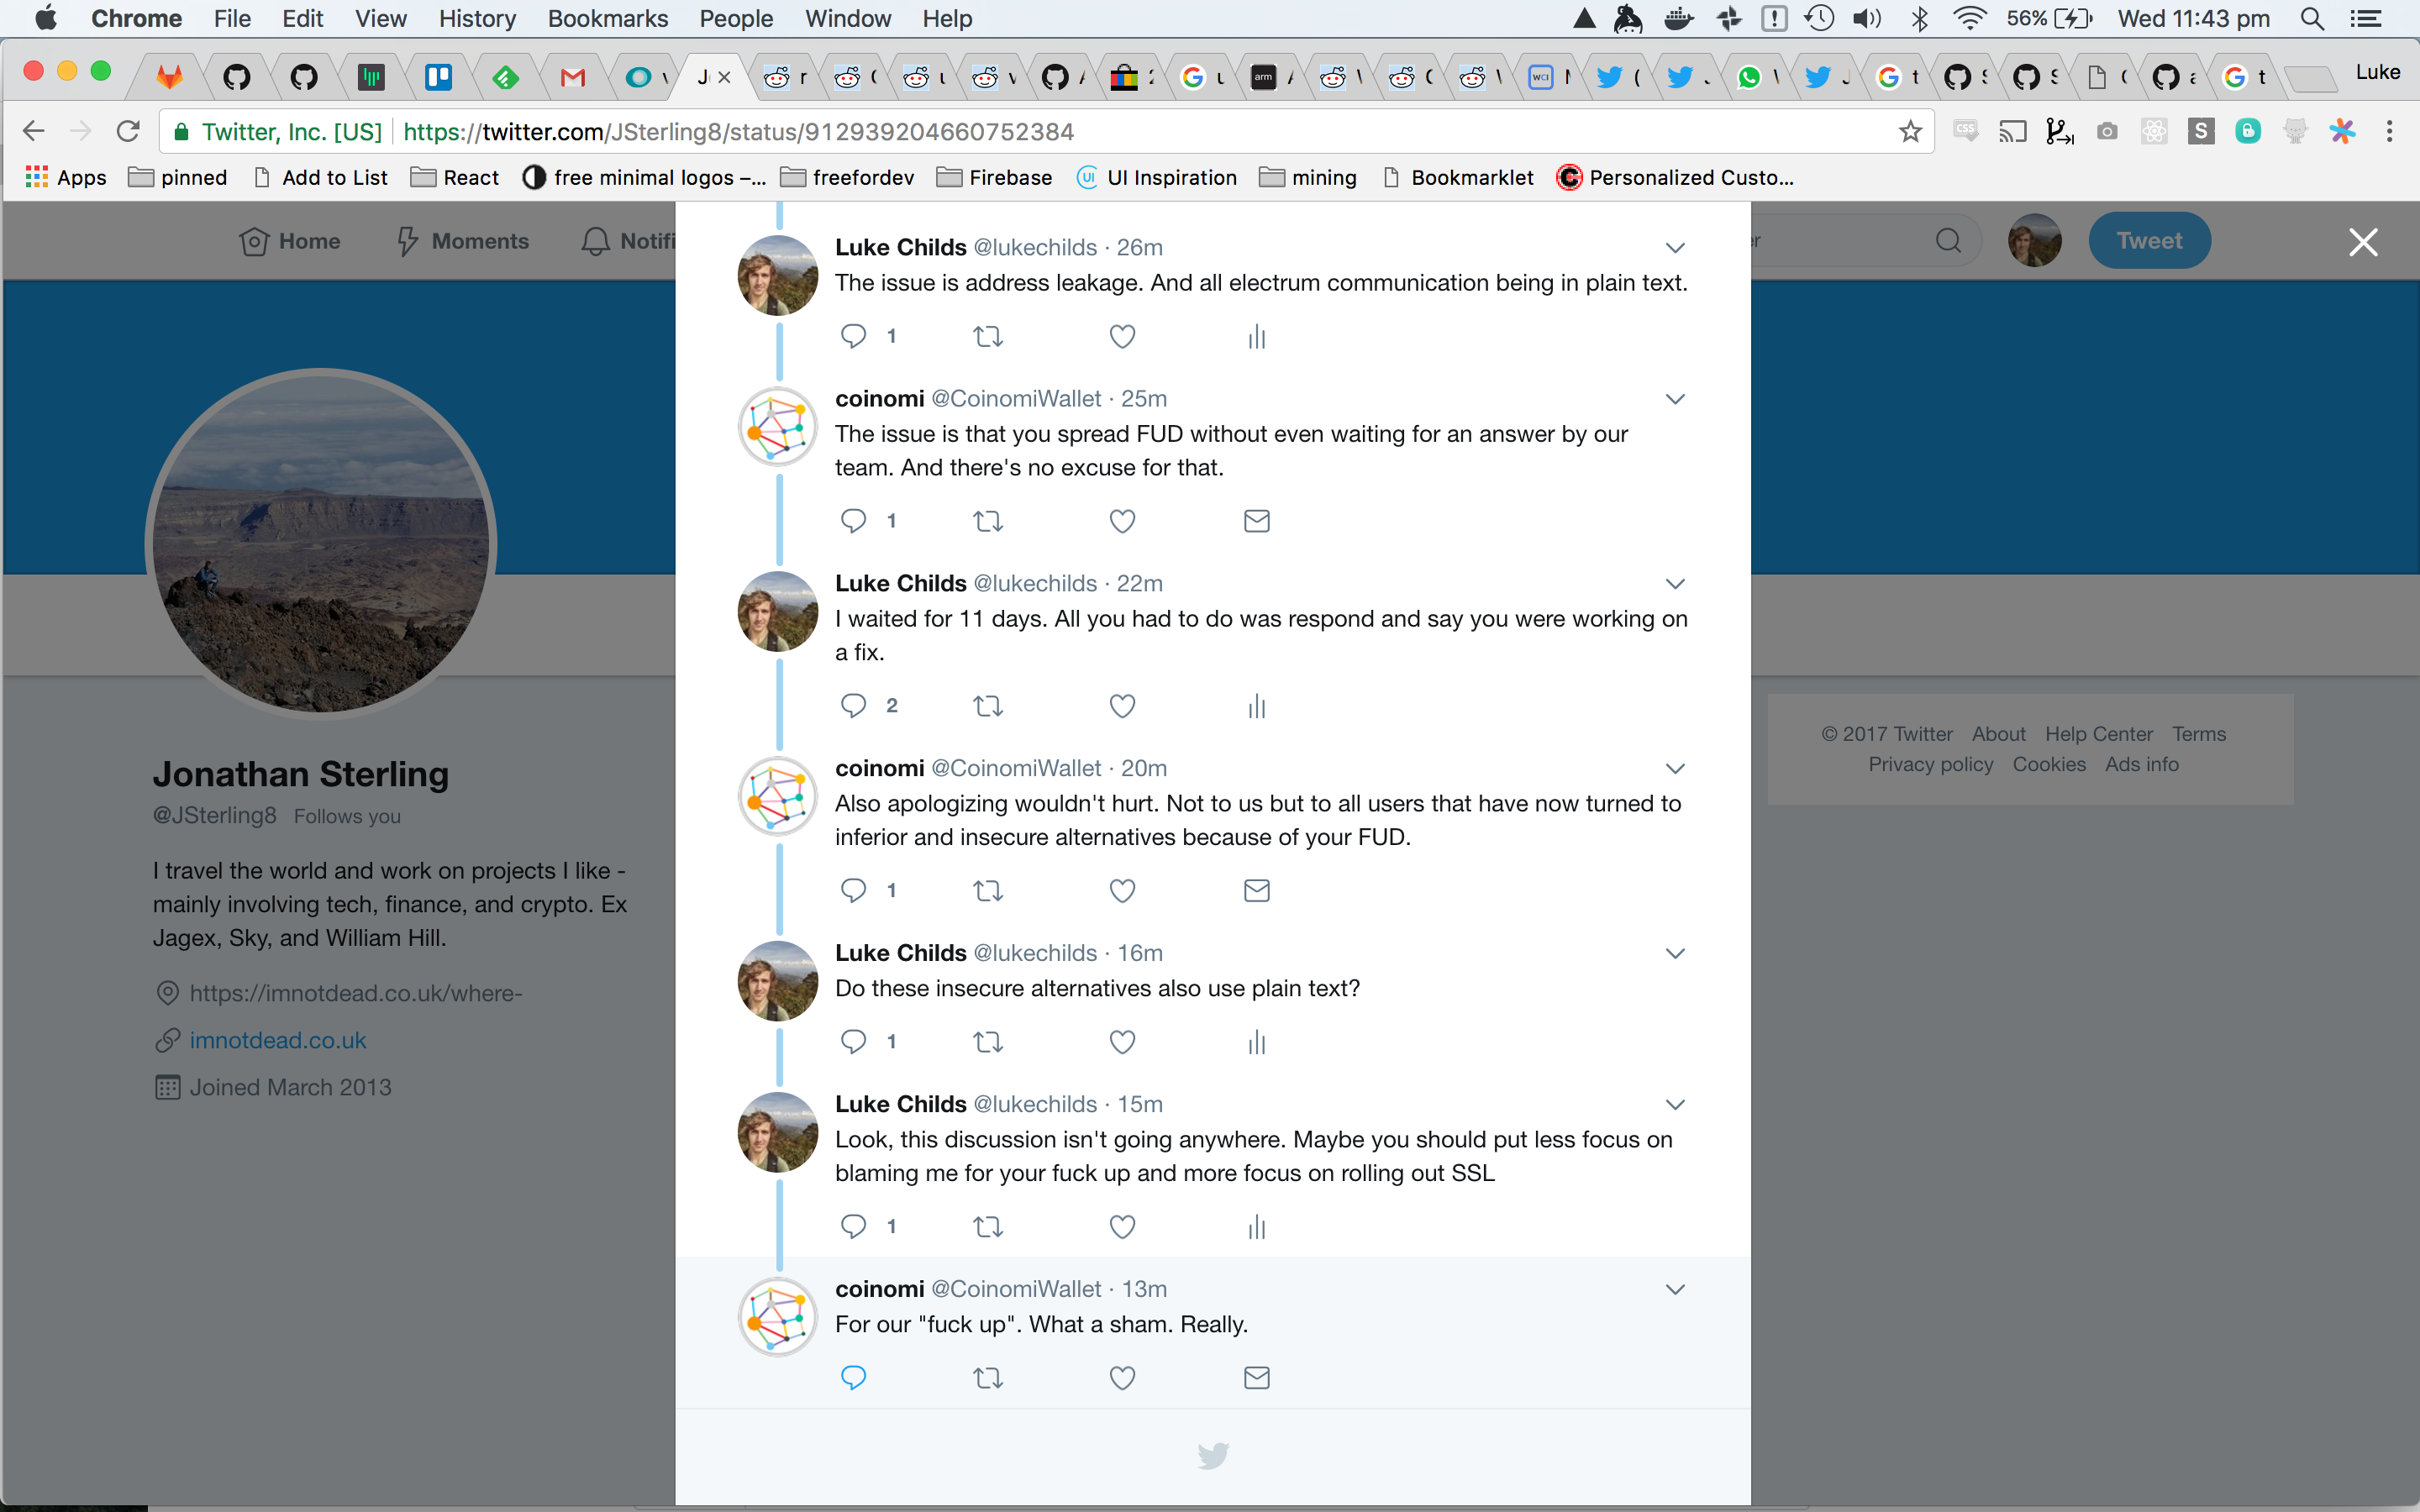 Chrome File Edit View History Bookmarks People Window Help 56% Wed 11:43 pm
Luke
Twitter, Inc. [US] https://twitter.com/JSterling8/status/912939204660752384
Apps pinned Add to List React free minimal logos –... freefordev Firebase UI Inspiration mining Bookmarklet Personalized Custo...
Home Moments Notifi er Tweet
Luke Childs @lukechilds · 26m
The issue is address leakage. And all electrum communication being in plain text.
1
coinomi @CoinomiWallet · 25m
The issue is that you spread FUD without even waiting for an answer by our
team. And there's no excuse for that.
1
Luke Childs @lukechilds · 22m
I waited for 11 days. All you had to do was respond and say you were working on
a fix.
2
coinomi @CoinomiWallet · 20m
Also apologizing wouldn't hurt. Not to us but to all users that have now turned to
inferior and insecure alternatives because of your FUD.
1
Luke Childs @lukechilds · 16m
Do these insecure alternatives also use plain text?
1
Luke Childs @lukechilds · 15m
Look, this discussion isn't going anywhere. Maybe you should put less focus on
blaming me for your fuck up and more focus on rolling out SSL
1
coinomi @CoinomiWallet · 13m
For our "fuck up". What a sham. Really.
Jonathan Sterling
@JSterling8 Follows you
I travel the world and work on projects I like -
mainly involving tech, finance, and crypto. Ex
Jagex, Sky, and William Hill.
https://imnotdead.co.uk/where-
imnotdead.co.uk
Joined March 2013
© 2017 Twitter About Help Center Terms
Privacy policy Cookies Ads info